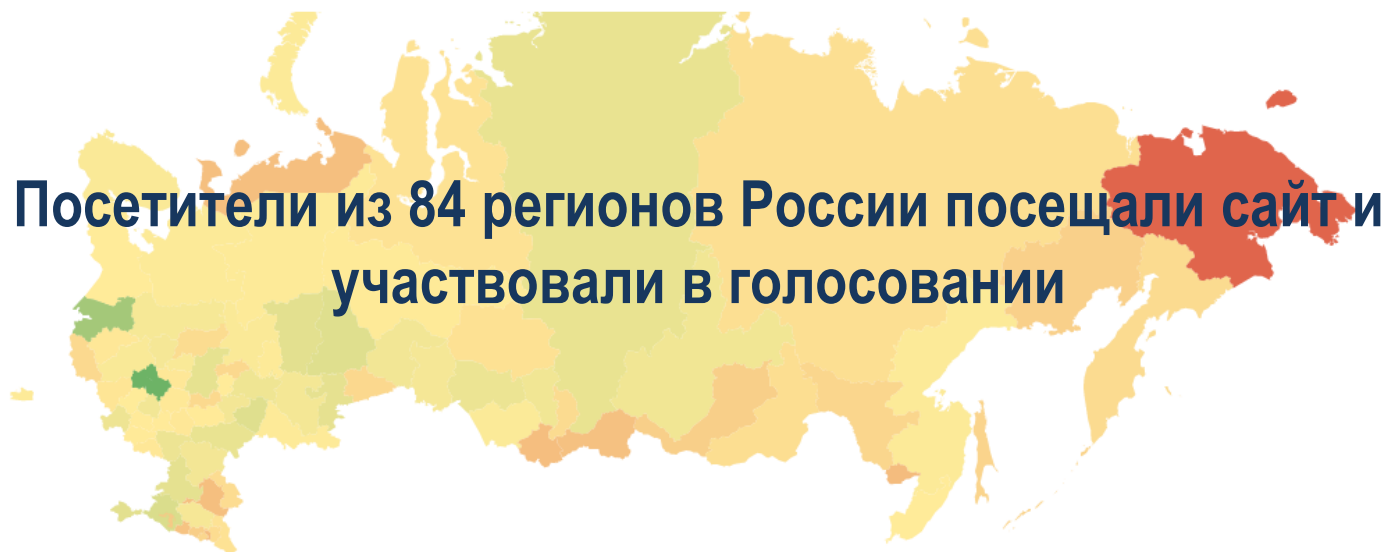 Посетители из 84 регионов России посещали сайт и
участвовали в голосовании